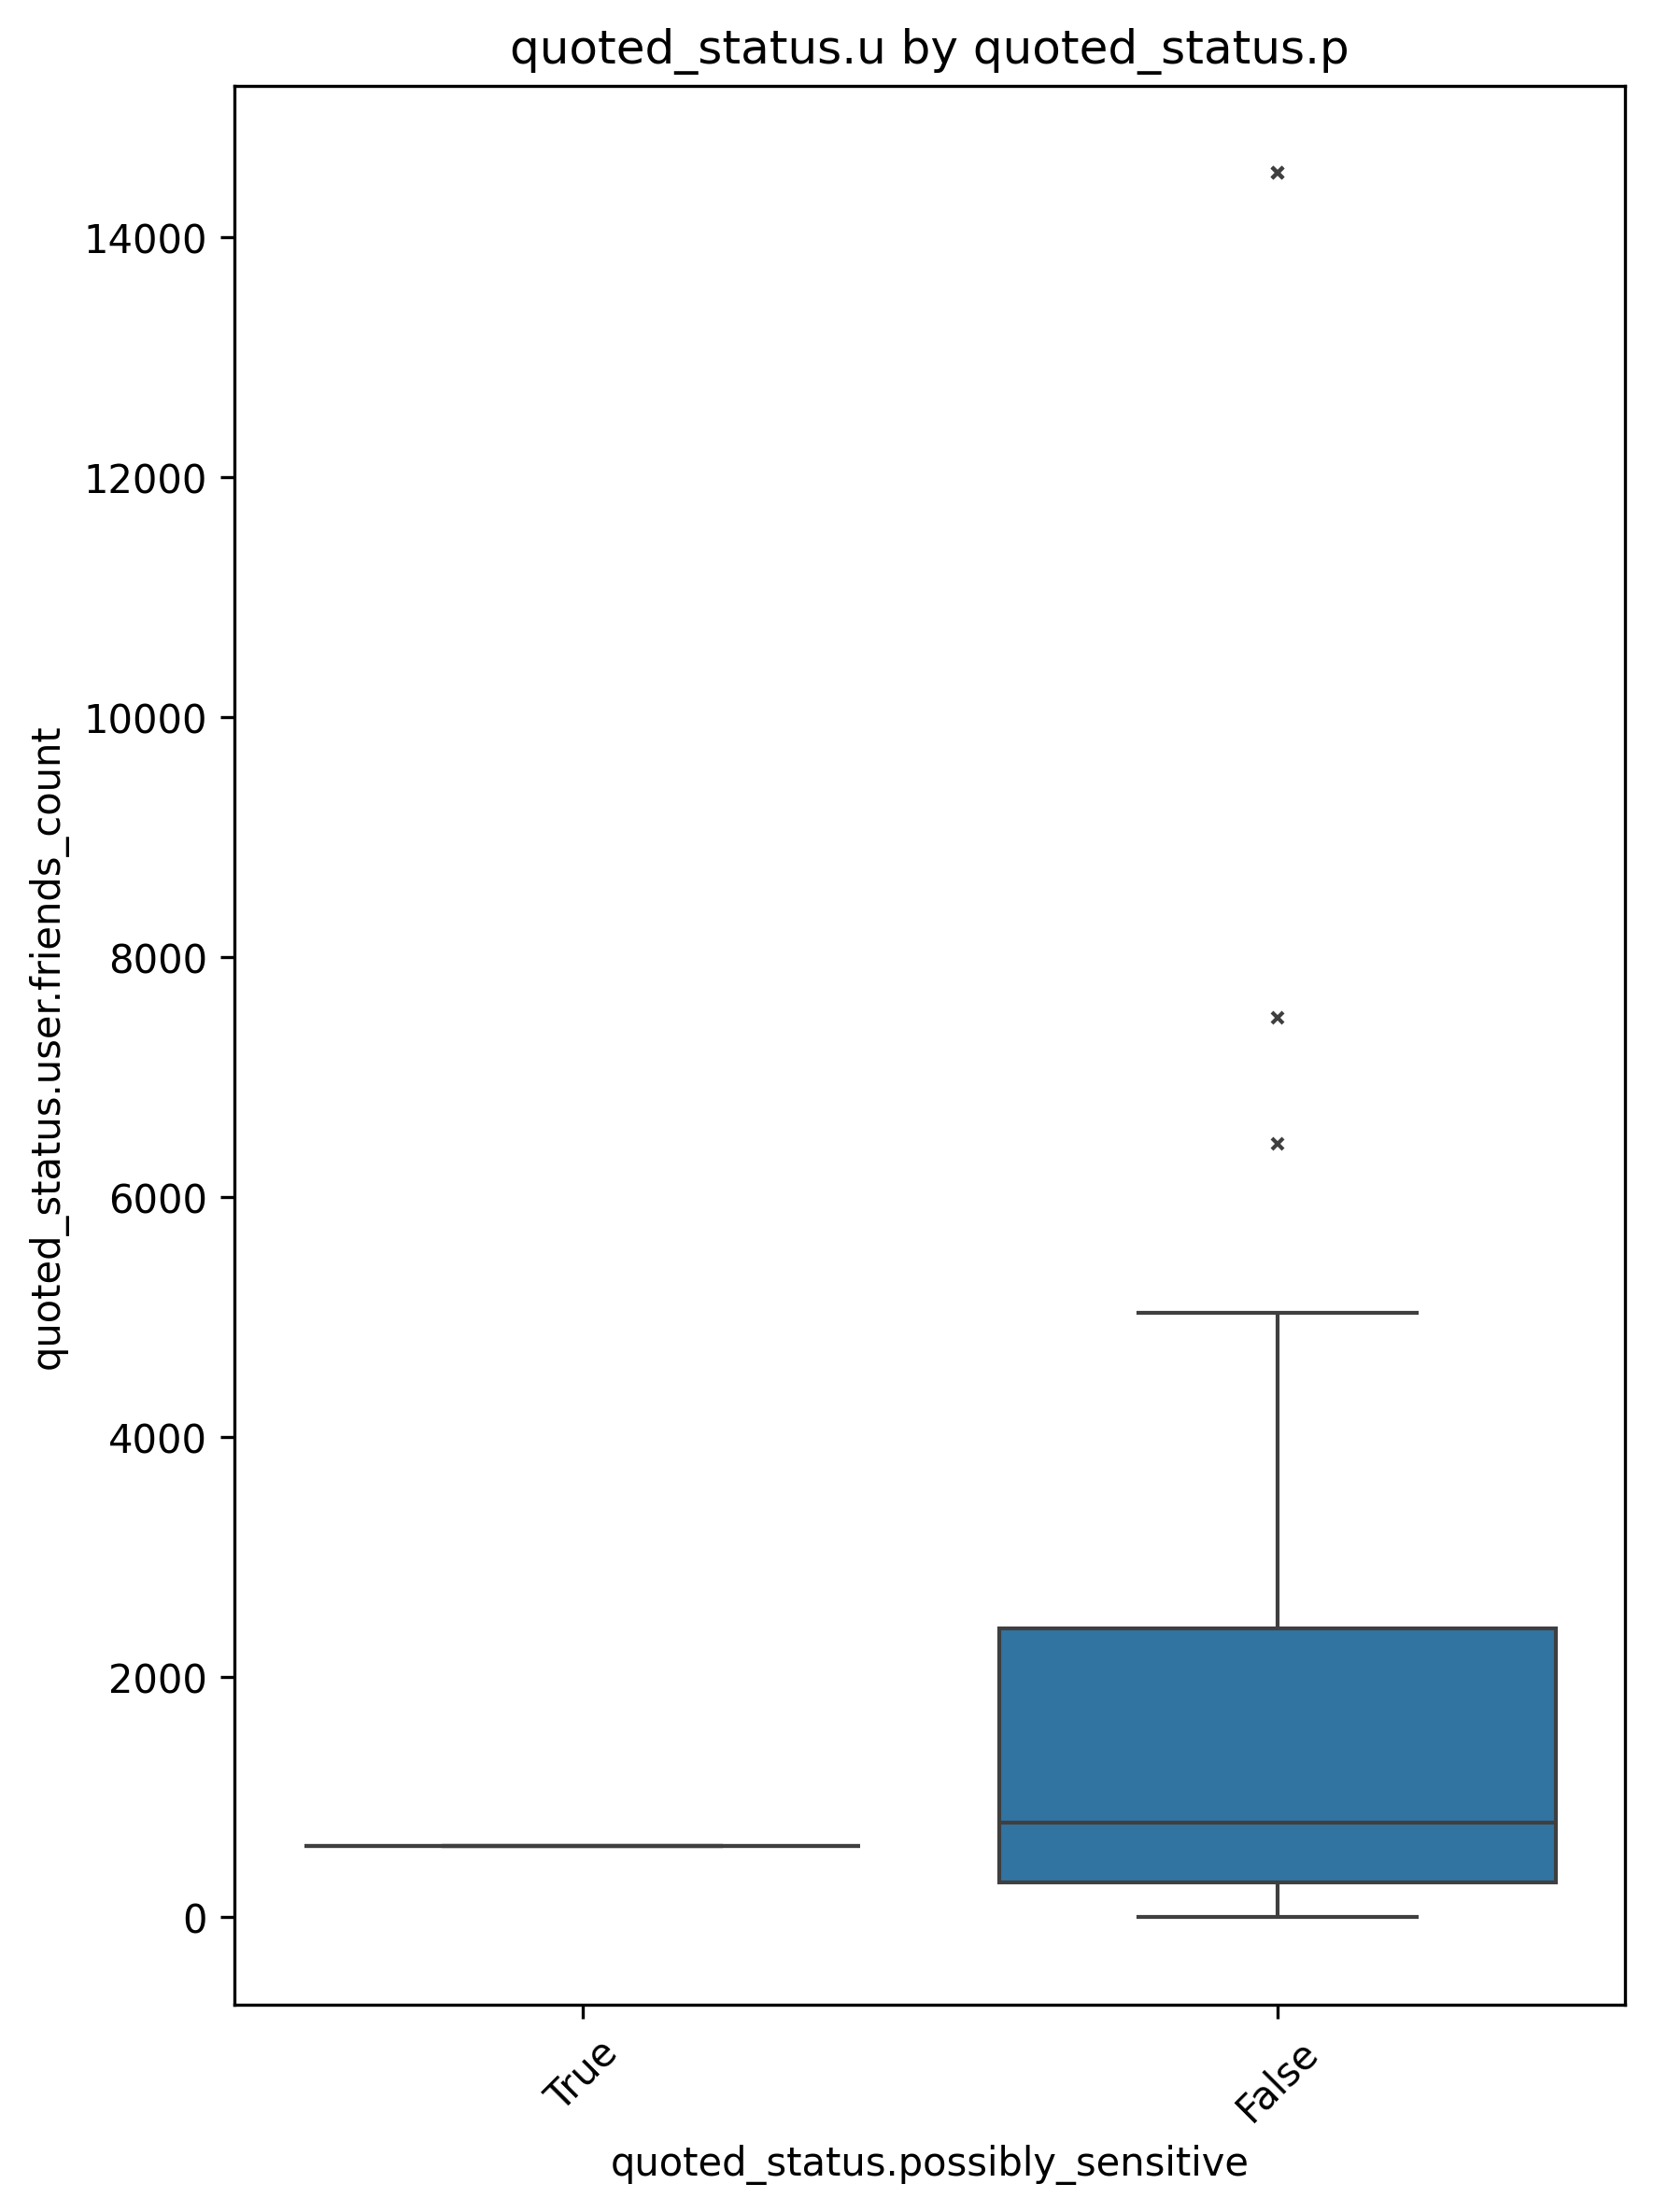 quoted_status.u by quoted_status.p
quoted_status.user.friends_count
14000
12000
10000
8000
6000
4000
2000
0
True
False
quoted_status.possibly_sensitive